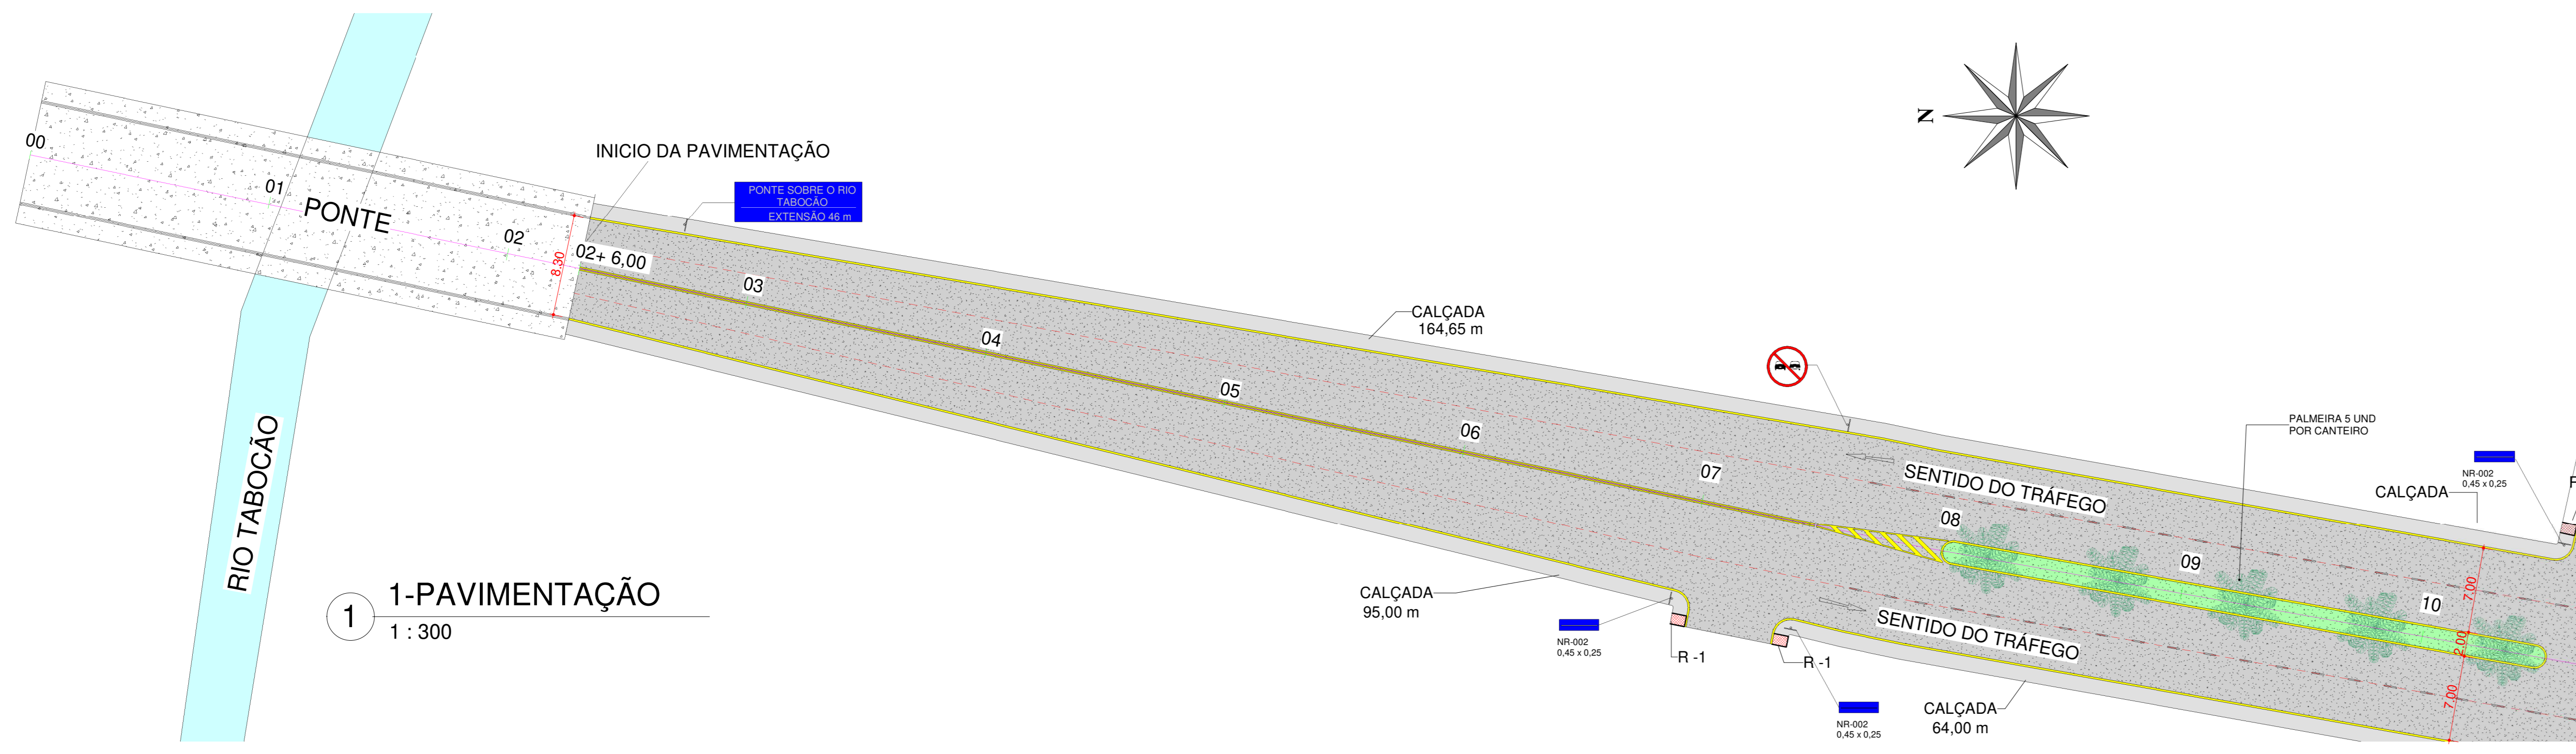 N
00
01
PONTE
02
8.30
INICIO DA PAVIMENTAÇÃO
PONTE SOBRE O RIO
TABOCÃO
EXTENSÃO 46 m
02+ 6,00
03
04
05
06
07
08
09
10
CALÇADA
164,65 m
SENTIDO DO TRÁFEGO
PALMEIRA 5 UND
POR CANTEIRO
CALÇADA
NR-002
0,45 x 0,25
7.00
2.00
7.00
RIO TABOCÃO
1
1-PAVIMENTAÇÃO
1 : 300
CALÇADA
95,00 m
NR-002
0,45 x 0,25
R -1
R -1
SENTIDO DO TRÁFEGO
NR-002
0,45 x 0,25
CALÇADA
64,00 m